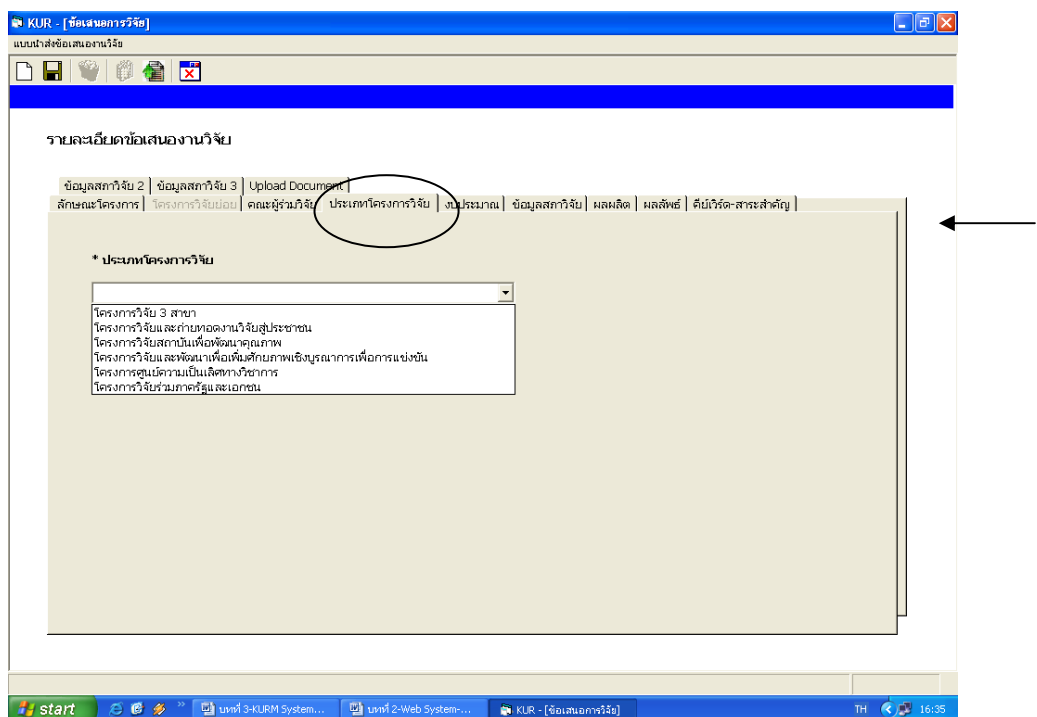 KUR - [ข้อเสนอการวิจัย]
แบบนำส่งข้อเสนองานวิจัย
รายละเอียดข้อเสนองานวิจัย
ข้อมูลสภาวิจัย 2 ข้อมูลสภาวิจัย 3 Upload Document
ลักษณะโครงการ โครงการวิจัยย่อย คณะผู้ร่วมวิจัย ประเภทโครงการวิจัย งบประมาณ ข้อมูลสภาวิจัย ผลผลิต ผลลัพธ์ คีย์เวิร์ด-สาระสำคัญ
* ประเภทโครงการวิจัย
โครงการวิจัย 3 สาขา
โครงการวิจัยและถ่ายทอดงานวิจัยสู่ประชาชน
โครงการวิจัยสถาบันเพื่อพัฒนาคุณภาพ
โครงการวิจัยและพัฒนาเพื่อเพิ่มศักยภาพเชิงบูรณาการเพื่อการแข่งขัน
โครงการศูนย์ความเป็นเลิศทางวิชาการ
โครงการวิจัยร่วมภาครัฐและเอกชน
start บทที่ 3-KURM System... บทที่ 2-Web System-... KUR - [ข้อเสนอการวิจัย] TH 16:35